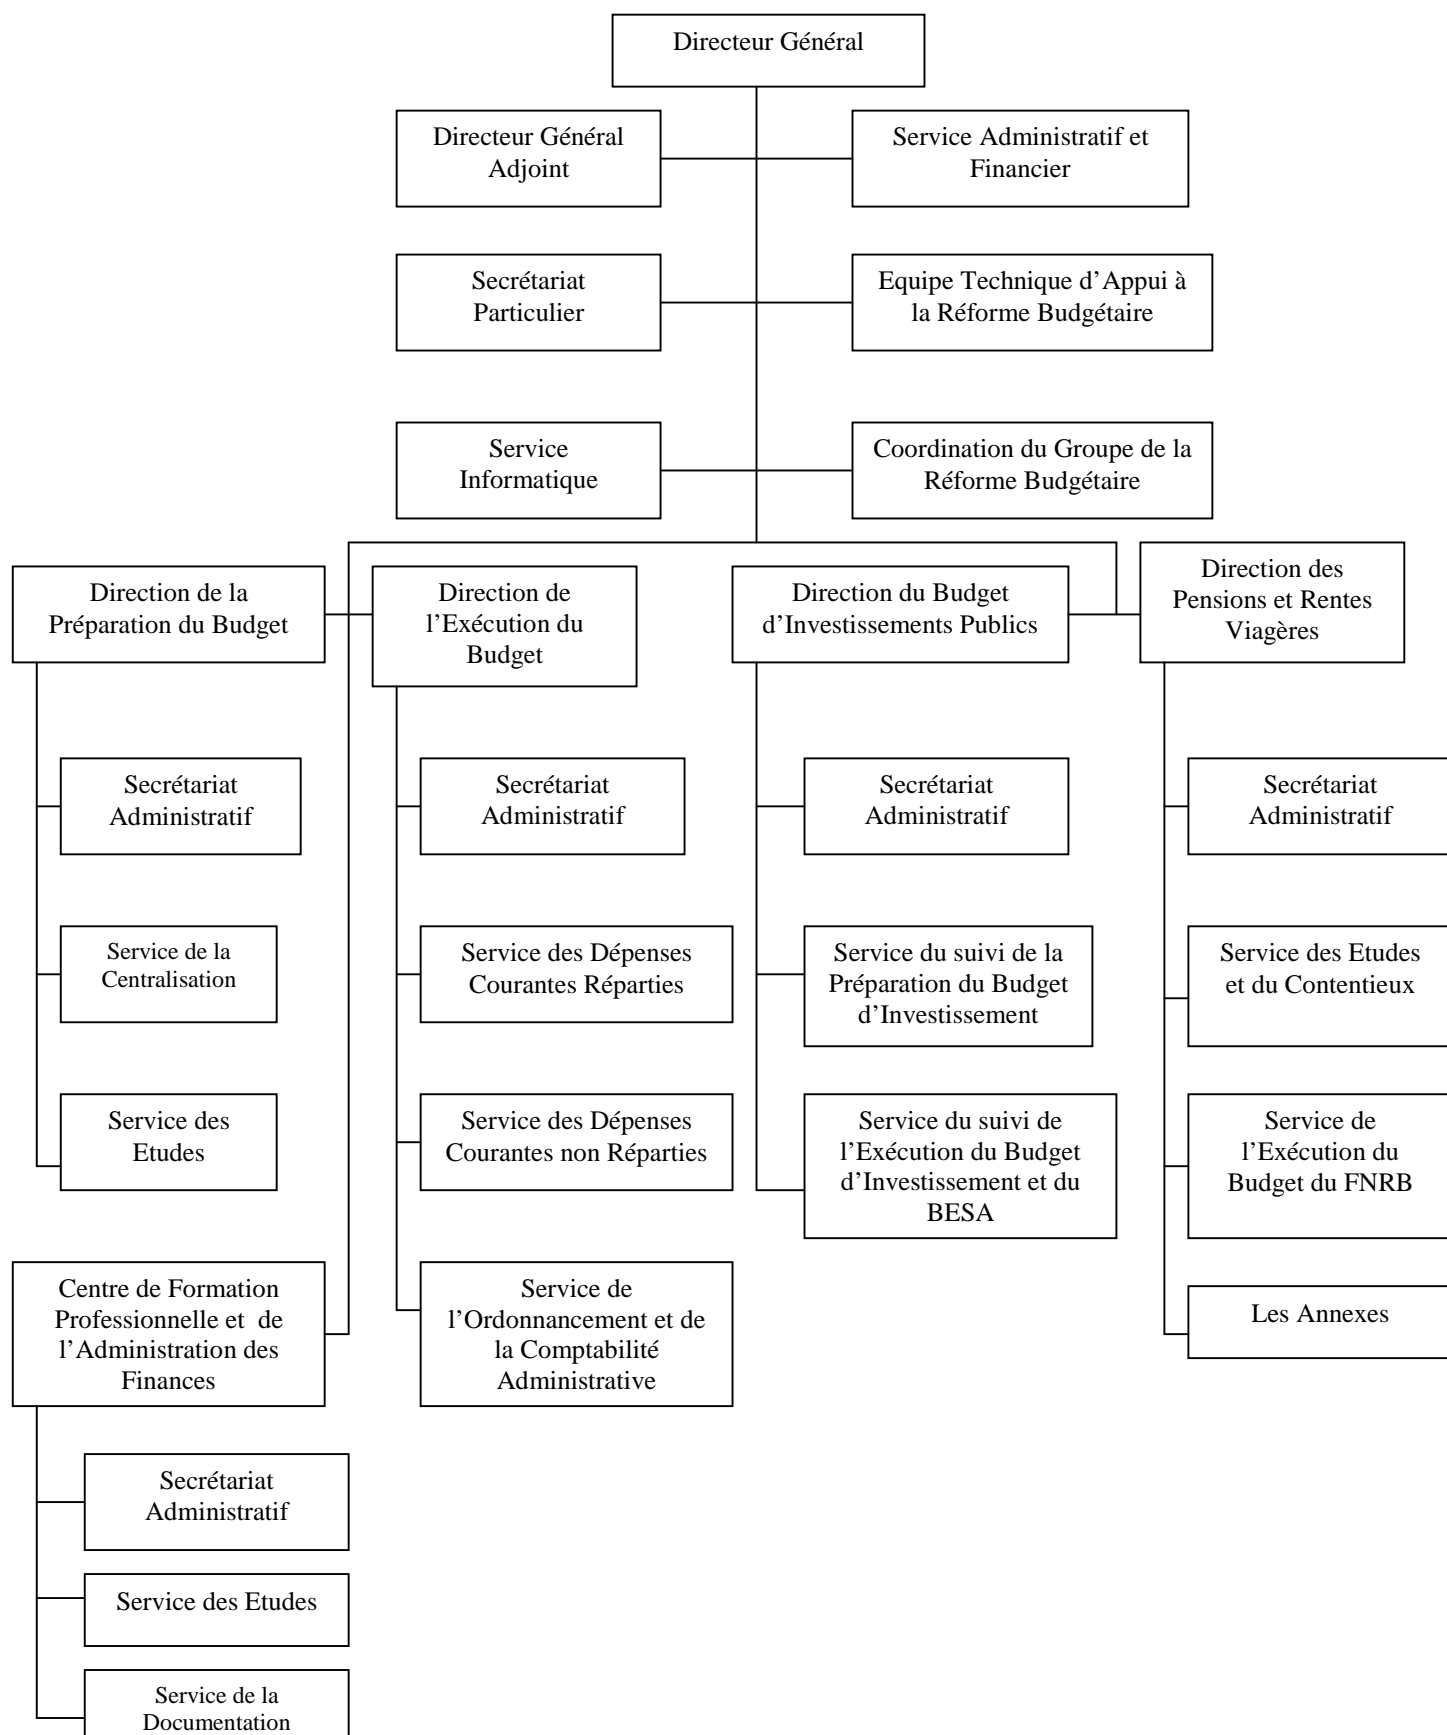 Directeur Général
Directeur Général
Adjoint
Service Administratif et
Financier
Secrétariat
Particulier
Equipe Technique d’Appui à
la Réforme Budgétaire
Service
Informatique
Coordination du Groupe de la
Réforme Budgétaire
Direction de la
Préparation du Budget
Direction de
l’Exécution du
Budget
Direction du Budget
d’Investissements Publics
Direction des
Pensions et Rentes
Viagères
Secrétariat
Administratif
Secrétariat
Administratif
Secrétariat
Administratif
Secrétariat
Administratif
Service de la
Centralisation
Service des Dépenses
Courantes Réparties
Service du suivi de la
Préparation du Budget
d’Investissement
Service des Etudes
et du Contentieux
Service des
Etudes
Service des Dépenses
Courantes non Réparties
Service du suivi de
l’Exécution du Budget
d’Investissement et du
BESA
Service de
l’Exécution du
Budget du FNRB
Centre de Formation
Professionnelle et  de
l’Administration des
Finances
Service de
l’Ordonnancement et de
la Comptabilité
Administrative
Les Annexes
Secrétariat
Administratif
Service des Etudes
Service de la
Documentation